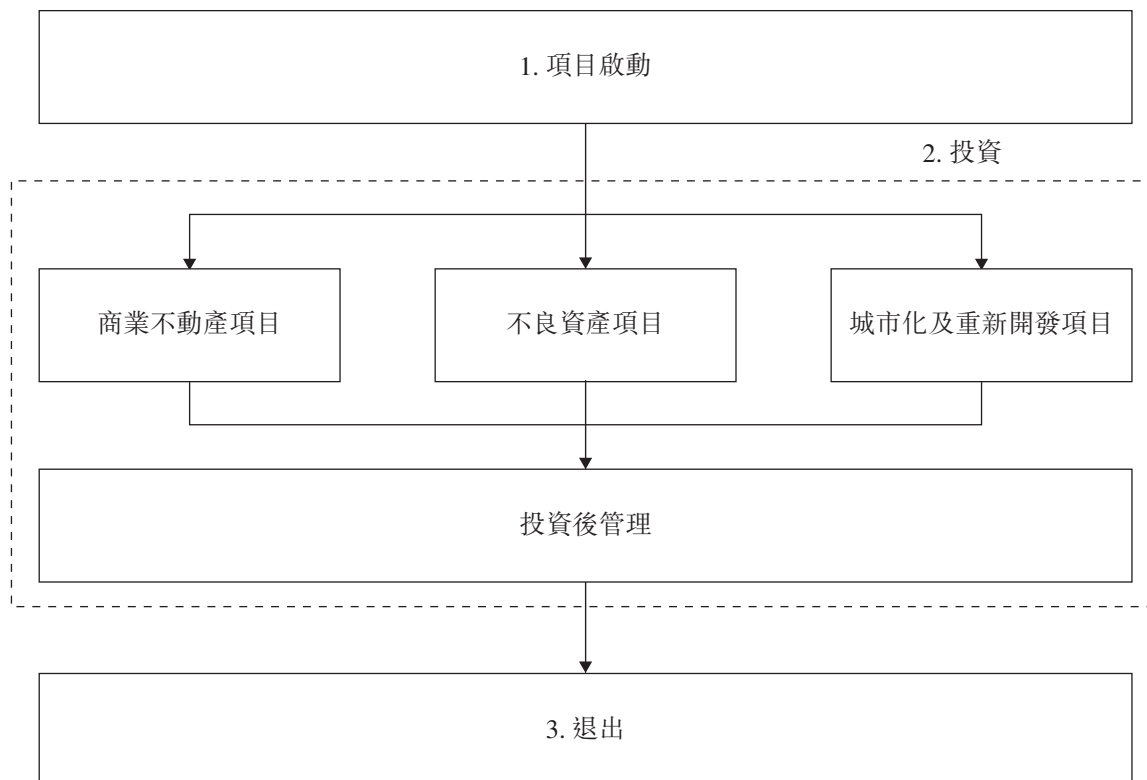 1. 項目啟動
2. 投資
商業不動產項目
不良資產項目
城市化及重新開發項目
投資後管理
3. 退出